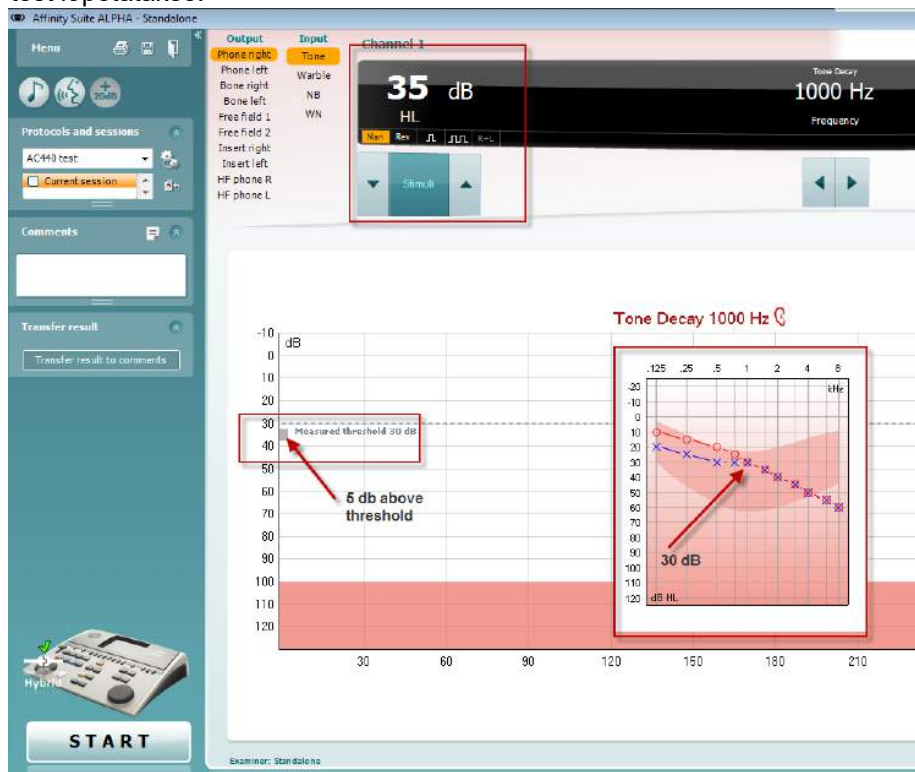 Affinity Suite ALPHA - Standalone
Menu
Protocols and sessions
AC440 test
Current session
Comments
Transfer result
Transfer result to comments
Hybrid
START
Output
Phone right
Phone left
Bone right
Bone left
Free field 1
Free field 2
Insert right
Insert left
HF phone R
HF phone L
Input
Tone
Warble
NB
WN
20dB
Channel 1
35 dB
HL
Man Rev R+L
Stimuli
Tone Decay
1000 Hz
Frequency
Tone Decay 1000 Hz
-10
dB
0
10
20
30
Measured threshold 30 dB
40
50
60
70
80
90
100
110
120
5 db above
threshold
30 60 90 120 150 180 210
.125 .25 .5 1 2 4 8
kHz
-20
-10
0
10
20
30
40
50
60
70
80
90
100
110
120
dB HL
30 dB
Examiner: Standalone